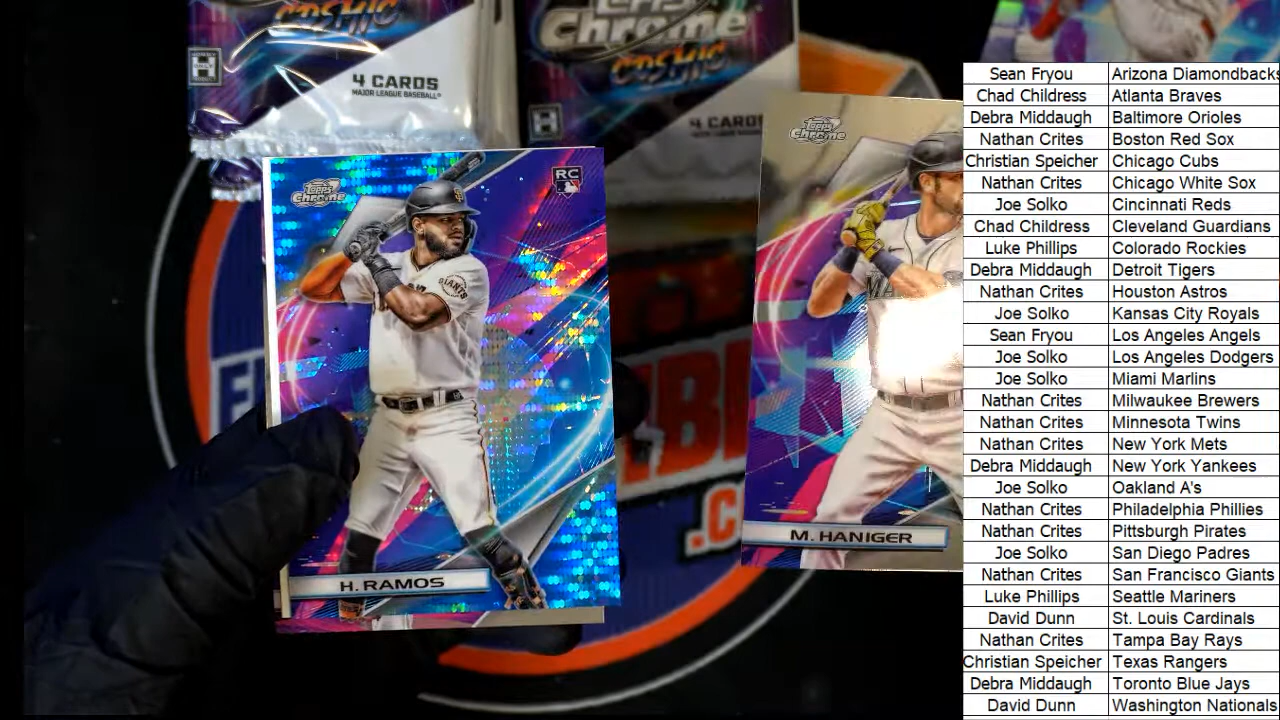 COSMIC
4 CARDS
MAJOR LEAGUE BASEBALL®
Chrome
COSMIC
4 CARDS
Topps
Chrome
RC
GIANTS
H. RAMOS
Topps
Chrome
M. HANIGER
.C
Sean Fryou Arizona Diamondbacks
Chad Childress Atlanta Braves
Debra Middaugh Baltimore Orioles
Nathan Crites Boston Red Sox
Christian Speicher Chicago Cubs
Nathan Crites Chicago White Sox
Joe Solko Cincinnati Reds
Chad Childress Cleveland Guardians
Luke Phillips Colorado Rockies
Debra Middaugh Detroit Tigers
Nathan Crites Houston Astros
Joe Solko Kansas City Royals
Sean Fryou Los Angeles Angels
Joe Solko Los Angeles Dodgers
Joe Solko Miami Marlins
Nathan Crites Milwaukee Brewers
Nathan Crites Minnesota Twins
Nathan Crites New York Mets
Debra Middaugh New York Yankees
Joe Solko Oakland A's
Nathan Crites Philadelphia Phillies
Nathan Crites Pittsburgh Pirates
Joe Solko San Diego Padres
Nathan Crites San Francisco Giants
Luke Phillips Seattle Mariners
David Dunn St. Louis Cardinals
Nathan Crites Tampa Bay Rays
Christian Speicher Texas Rangers
Debra Middaugh Toronto Blue Jays
David Dunn Washington Nationals